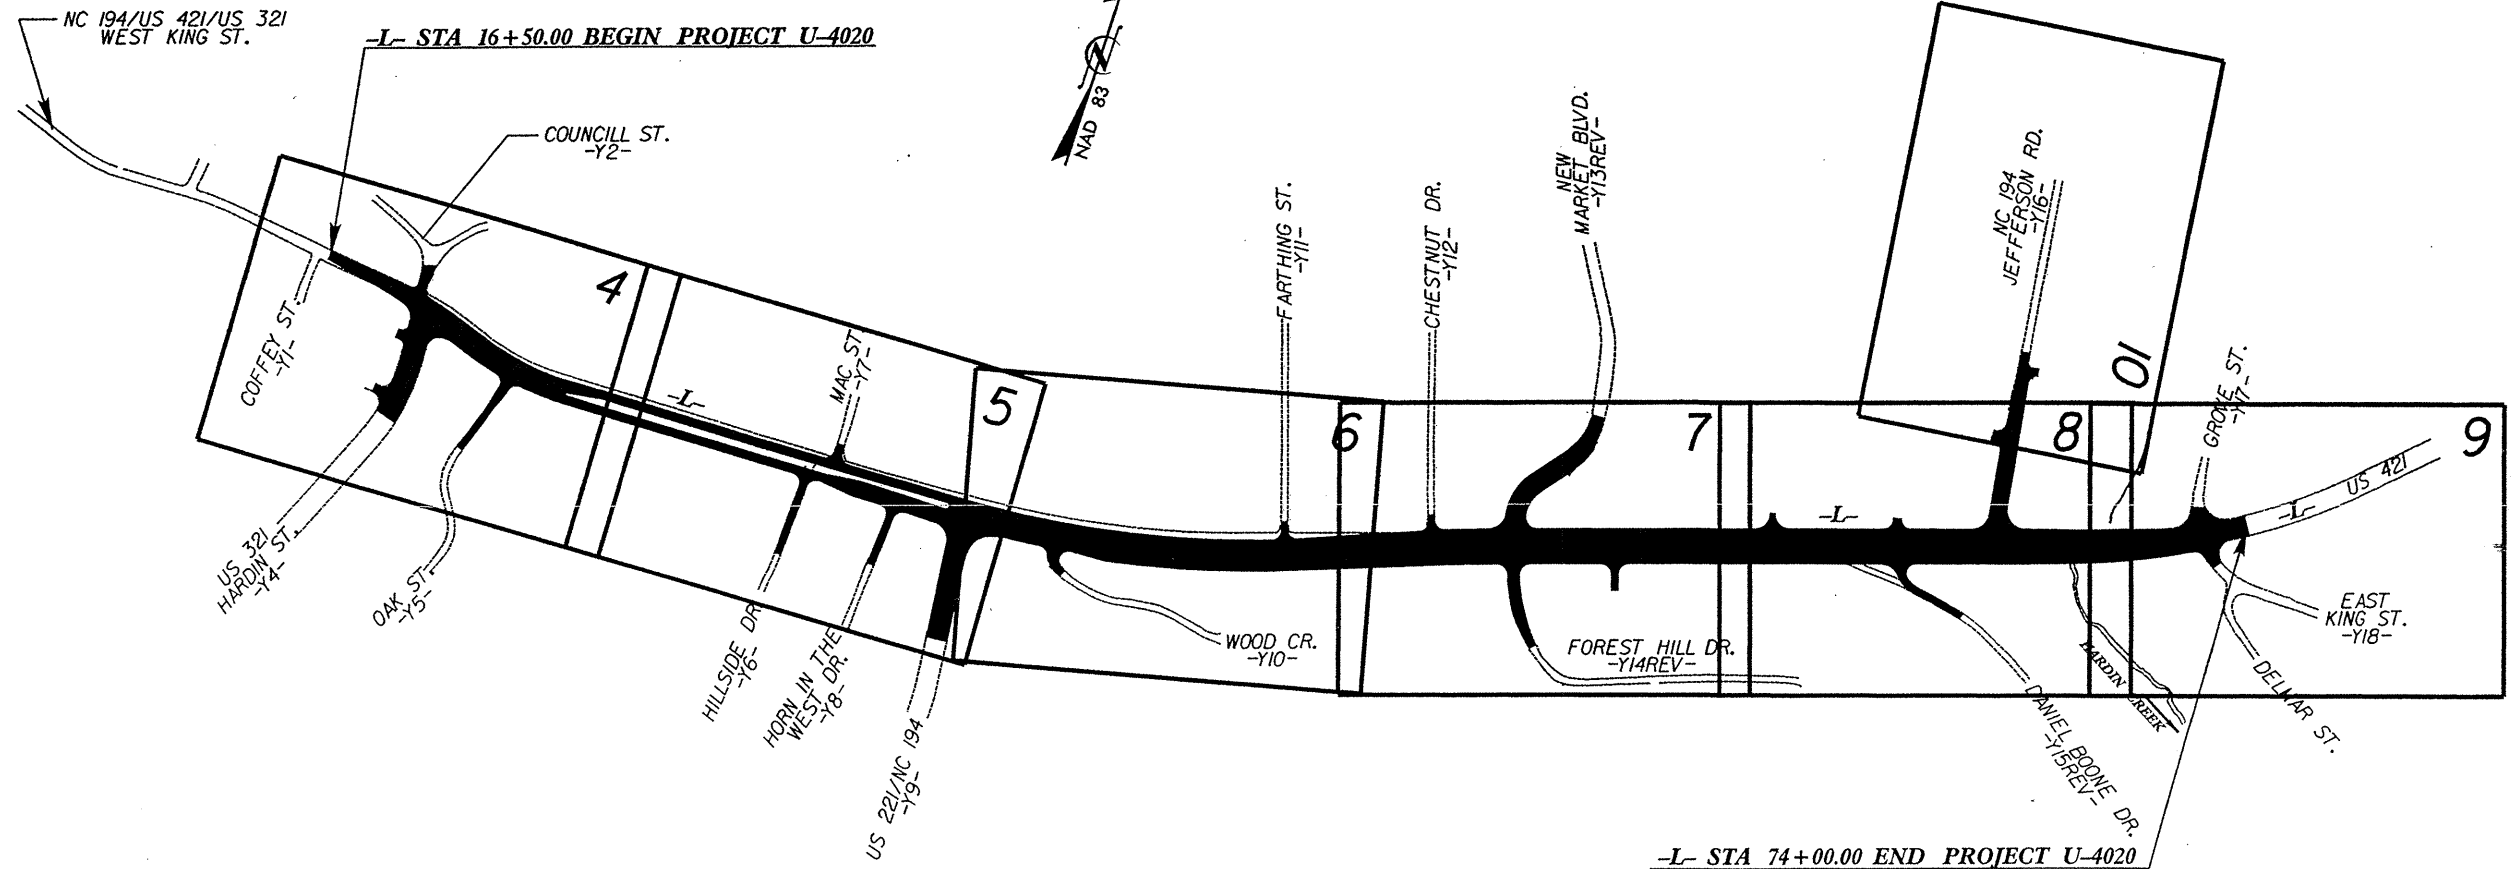 NC 194/US 421/US 321
WEST KING ST.
-L- STA 16+50.00 BEGIN PROJECT U-4020
N
NAD 83
COUNCILL ST.
-Y2-
COFFEY ST.
-Y1-
4
-L-
MAC ST.
-Y7-
5
FARTHING ST.
-Y11-
6
CHESTNUT DR.
-Y12-
NEW
MARKET BLVD.
-Y13REV-
7
NC 194
JEFFERSON RD.
-Y16-
10
8
-L-
GROVE ST.
-Y17-
9
US 421
-L-
US 321
HARDIN ST.
-Y4-
OAK ST.
-Y5-
HILLSIDE DR.
-Y6-
HORN IN THE
WEST DR.
-Y8-
US 221/NC 194
-Y9-
WOOD CR.
-Y10-
FOREST HILL DR.
-Y14REV-
DANIEL BOONE DR.
-Y15REV-
HARDIN CREEK
EAST
KING ST.
-Y18-
DELMAR ST.
-L- STA 74+00.00 END PROJECT U-4020